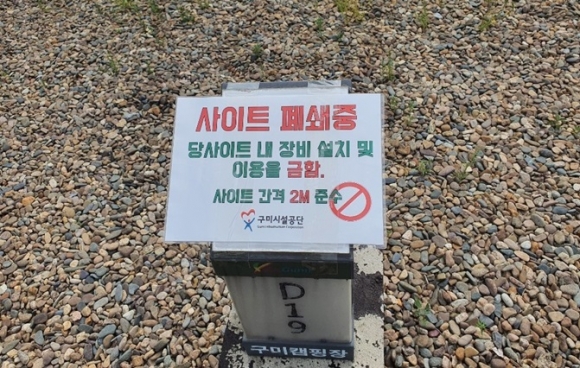 사이트 폐쇄중
당사이트 내 장비 설치 및
이용을 금함.
사이트 간격 2M 준수
구미시설공단
D19
구미캠핑장